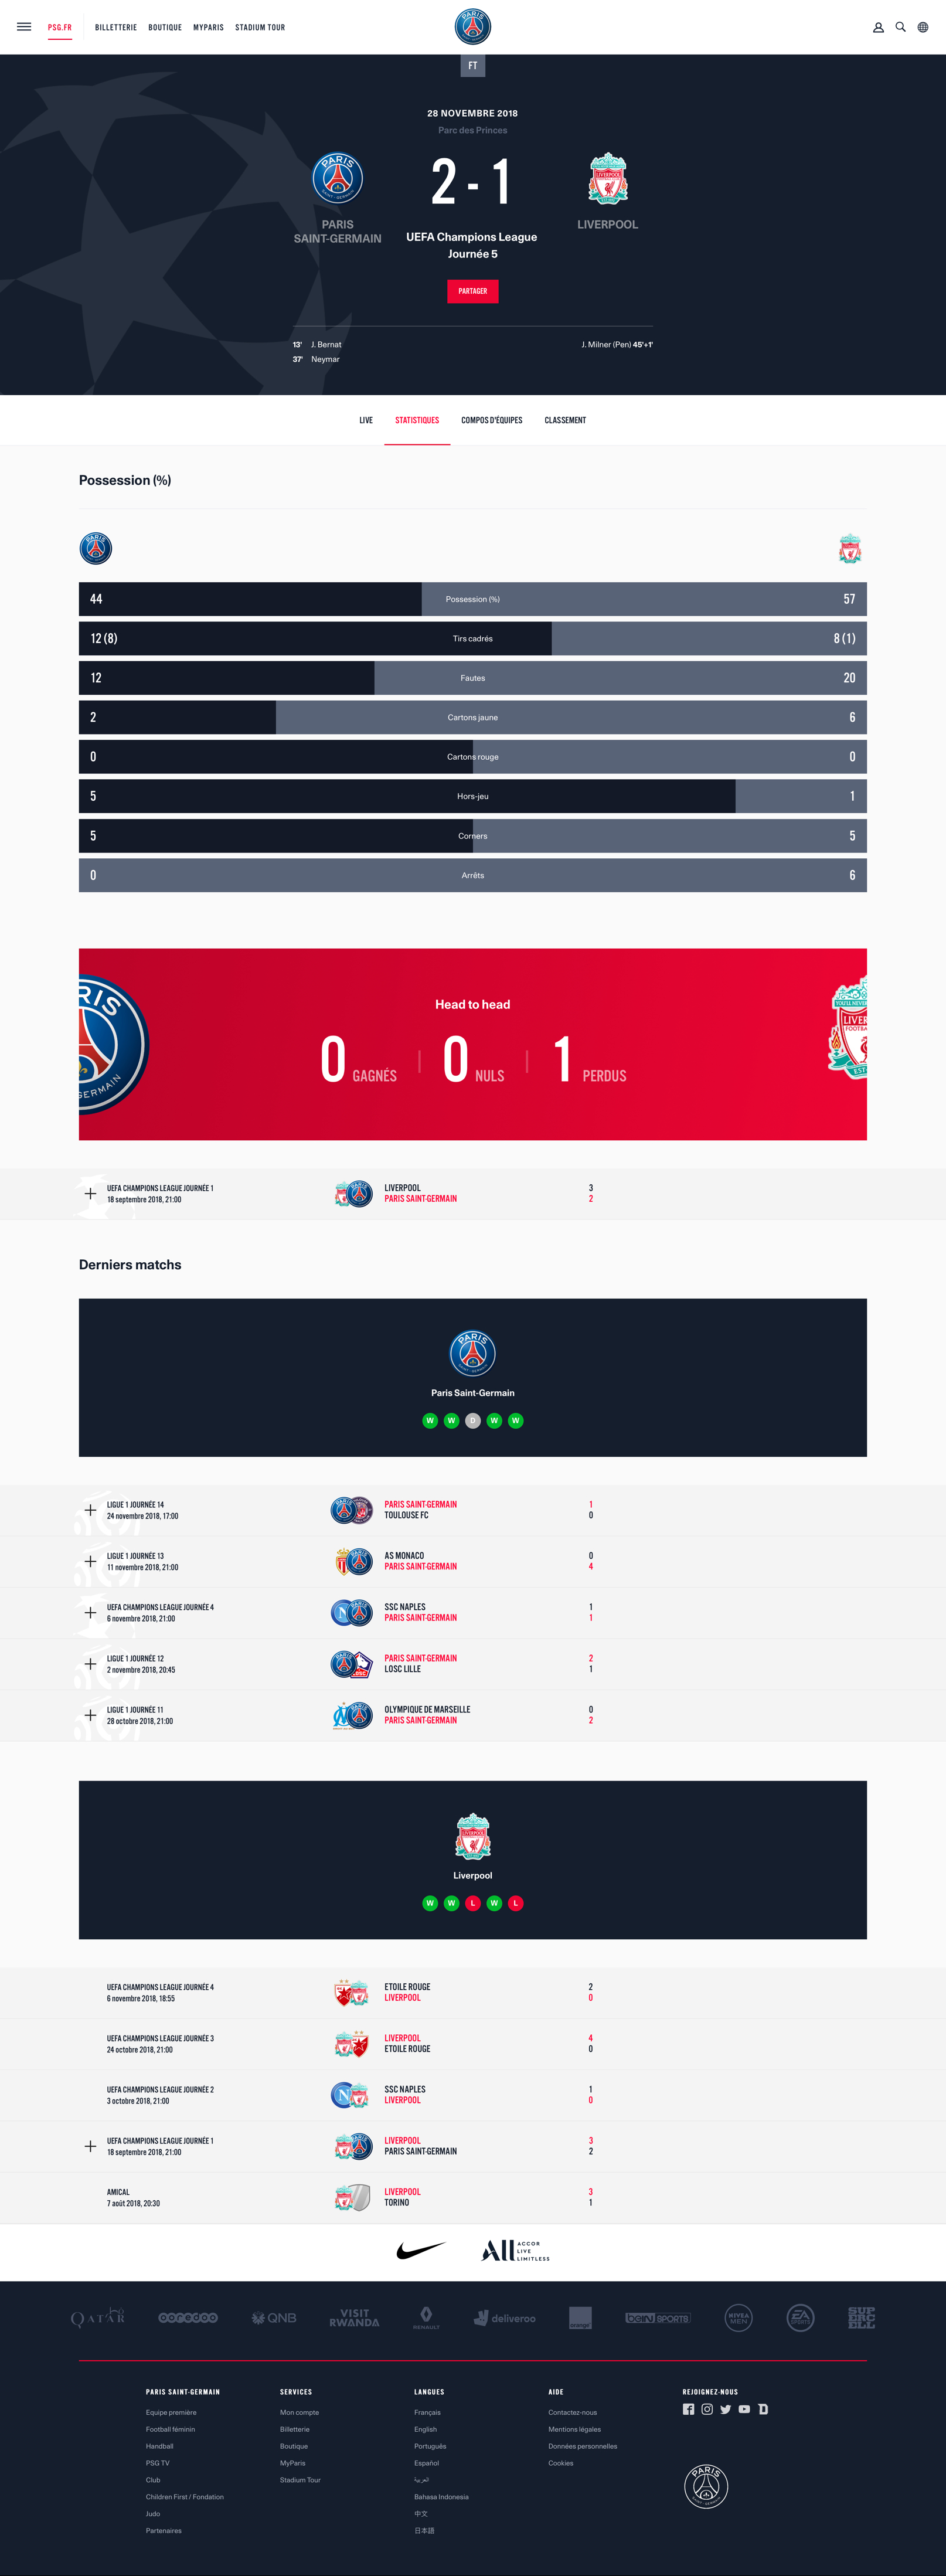 PSG.FR BILLETTERIE BOUTIQUE MYPARIS STADIUM TOUR
FT
28 NOVEMBRE 2018
Parc des Princes
2 - 1
PARIS
SAINT-GERMAIN
LIVERPOOL
UEFA Champions League
Journée 5
PARTAGER
13' J. Bernat
J. Milner (Pen) 45'+1'
37' Neymar
LIVE STATISTIQUES COMPOS D'ÉQUIPES CLASSEMENT
Possession (%)
44 Possession (%) 57
12 (8) Tirs cadrés 8 (1)
12 Fautes 20
2 Cartons jaune 6
0 Cartons rouge 0
5 Hors-jeu 1
5 Corners 5
0 Arrêts 6
Head to head
0 GAGNÉS 0 NULS 1 PERDUS
UEFA CHAMPIONS LEAGUE JOURNÉE 1
18 septembre 2018, 21:00
LIVERPOOL 3
PARIS SAINT-GERMAIN 2
Derniers matchs
Paris Saint-Germain
W W D W W
LIGUE 1 JOURNÉE 14
24 novembre 2018, 17:00
PARIS SAINT-GERMAIN 1
TOULOUSE FC 0
LIGUE 1 JOURNÉE 13
11 novembre 2018, 21:00
AS MONACO 0
PARIS SAINT-GERMAIN 4
UEFA CHAMPIONS LEAGUE JOURNÉE 4
6 novembre 2018, 21:00
SSC NAPLES 1
PARIS SAINT-GERMAIN 1
LIGUE 1 JOURNÉE 12
2 novembre 2018, 20:45
PARIS SAINT-GERMAIN 2
LOSC LILLE 1
LIGUE 1 JOURNÉE 11
28 octobre 2018, 21:00
OLYMPIQUE DE MARSEILLE 0
PARIS SAINT-GERMAIN 2
Liverpool
W W L W L
UEFA CHAMPIONS LEAGUE JOURNÉE 4
6 novembre 2018, 18:55
ETOILE ROUGE 2
LIVERPOOL 0
UEFA CHAMPIONS LEAGUE JOURNÉE 3
24 octobre 2018, 21:00
LIVERPOOL 4
ETOILE ROUGE 0
UEFA CHAMPIONS LEAGUE JOURNÉE 2
3 octobre 2018, 21:00
SSC NAPLES 1
LIVERPOOL 0
UEFA CHAMPIONS LEAGUE JOURNÉE 1
18 septembre 2018, 21:00
LIVERPOOL 3
PARIS SAINT-GERMAIN 2
AMICAL
7 août 2018, 20:30
LIVERPOOL 3
TORINO 1
ALL ACCOR
LIVE
LIMITLESS
QATAR ooredoo QNB VISIT RWANDA RENAULT deliveroo orange beIN SPORTS NIVEA MEN EA SPORTS SUPERCELL
PARIS SAINT-GERMAIN
Equipe première
Football féminin
Handball
PSG TV
Club
Children First / Fondation
Judo
Partenaires
SERVICES
Mon compte
Billetterie
Boutique
MyParis
Stadium Tour
LANGUES
Français
English
Português
Español
العربية
Bahasa Indonesia
中文
日本語
AIDE
Contactez-nous
Mentions légales
Données personnelles
Cookies
REJOIGNEZ-NOUS
PARIS
SAINT-GERMAIN